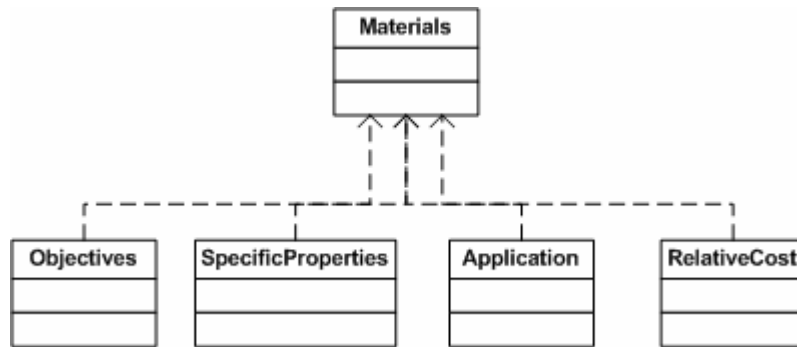 Materials
Objectives
SpecificProperties
Application
RelativeCost